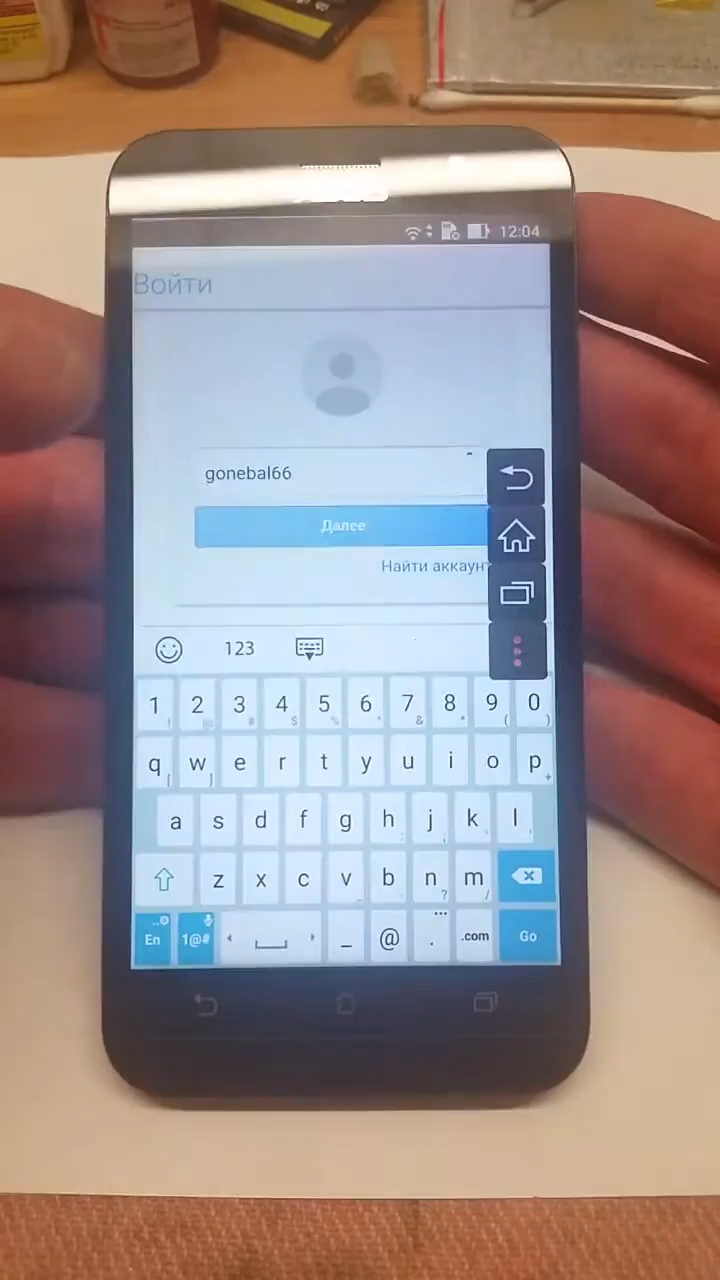 12:04
Войти
gonebal66
Далее
Найти аккаунт
123
1 2 3 4 5 6 7 8 9 0
q w e r t y u i o p
a s d f g h j k l
z x c v b n m
En 1@# _ @ . .com Go